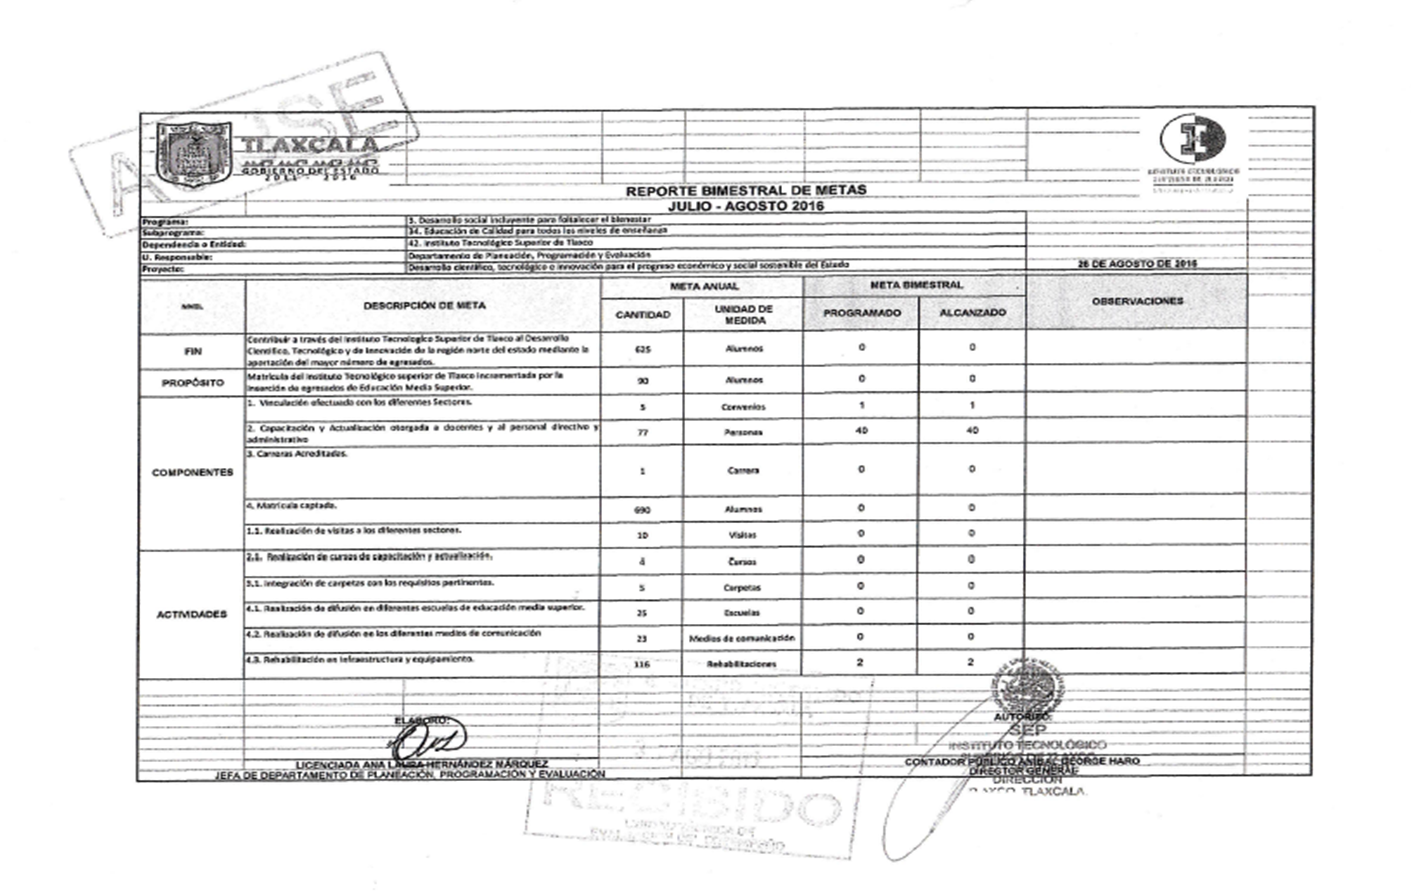 ACUSE
TLAXCALA
GOBIERNO DEL ESTADO
2011 - 2016
REPORTE BIMESTRAL DE METAS
JULIO - AGOSTO 2016
Programa: 3. Desarrollo social incluyente para fortalecer el bienestar
Subprograma: 34. Educación de Calidad para todos los niveles de enseñanza
Dependencia o Entidad: 42. Instituto Tecnológico Superior de Tlaxco
U. Responsable: Departamento de Planeación, Programación y Evaluación
Proyecto: Desarrollo científico, tecnológico e innovación para el progreso económico y social sostenible del Estado
26 DE AGOSTO DE 2016
NIVEL DESCRIPCIÓN DE META META ANUAL META BIMESTRAL OBSERVACIONES
CANTIDAD UNIDAD DE MEDIDA PROGRAMADO ALCANZADO
FIN Contribuir a través del Instituto Tecnologico Superior de Tlaxco al Desarrollo
Científico, Tecnológico y de Innovación de la región norte del estado mediante la
aportación del mayor número de egresados. 625 Alumnos 0 0
PROPÓSITO Matricula del Instituto Tecnológico superior de Tlaxco incrementada por la
inserción de egresados de Educación Media Superior. 90 Alumnos 0 0
COMPONENTES
1. Vinculación efectuada con los diferentes Sectores. 5 Convenios 1 1
2. Capacitación y Actualización otorgada a docentes y al personal directivo y
administrativo 77 Personas 40 40
3. Carreras Acreditadas. 1 Carrera 0 0
4. Matrícula captada. 690 Alumnos 0 0
1.1. Realización de visitas a los diferentes sectores. 10 Visitas 0 0
ACTIVIDADES
2.1. Realización de cursos de capacitación y actualización. 4 Cursos 0 0
3.1. Integración de carpetas con los requisitos pertinentes. 5 Carpetas 0 0
4.1. Realización de difusión en diferentes escuelas de educación media superior. 25 Escuelas 0 0
4.2. Realización de difusión en los diferentes medios de comunicación 23 Medios de comunicación 0 0
4.3. Rehabilitación en infraestructura y equipamiento. 116 Rehabilitaciones 2 2
ELABORÓ:
LICENCIADA ANA LAURA HERNÁNDEZ MÁRQUEZ
JEFA DE DEPARTAMENTO DE PLANEACIÓN, PROGRAMACIÓN Y EVALUACIÓN
AUTORIZÓ:
SEP
INSTITUTO TECNOLÓGICO
CONTADOR PÚBLICO ANIBAL GEORGE HARO
DIRECTOR GENERAL
DIRECCIÓN
TLAXCO, TLAXCALA.
RECIBIDO